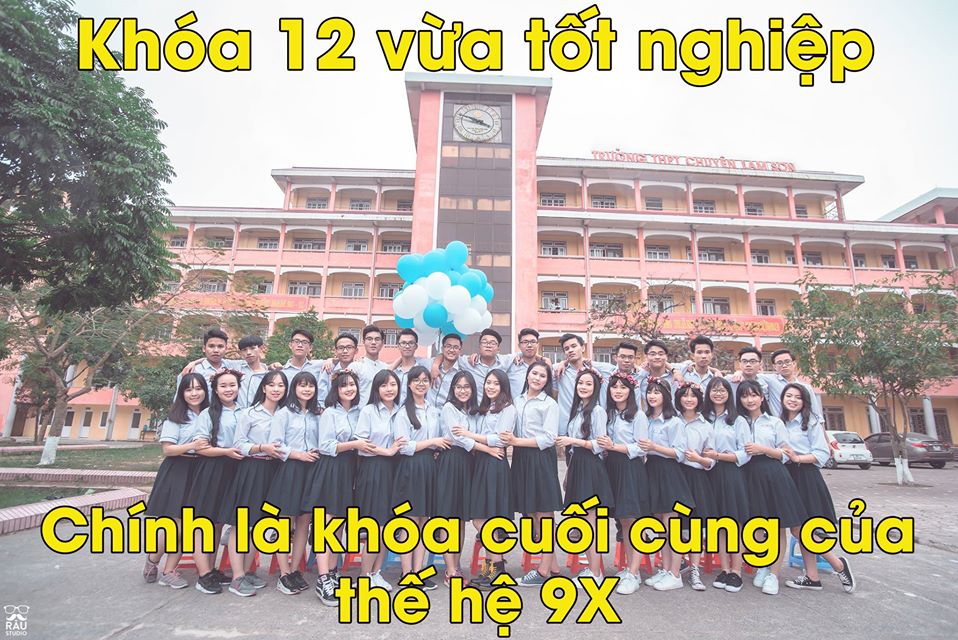 Khóa 12 vừa tốt nghiệp
TRƯỜNG THPT CHUYÊN LAM SƠN
Chính là khóa cuối cùng của
thế hệ 9X
RÂU
STUDIO